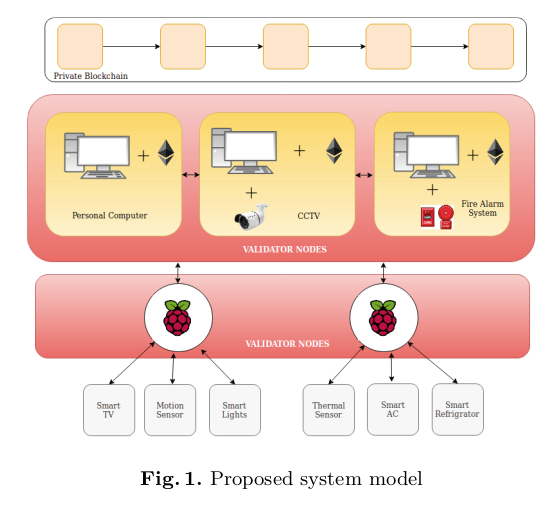 Private Blockchain
Personal Computer
+
+
+
CCTV
+
+
Fire Alarm
System
VALIDATOR NODES
VALIDATOR NODES
Smart
TV
Motion
Sensor
Smart
Lights
Thermal
Sensor
Smart
AC
Smart
Refrigrator
Fig. 1. Proposed system model